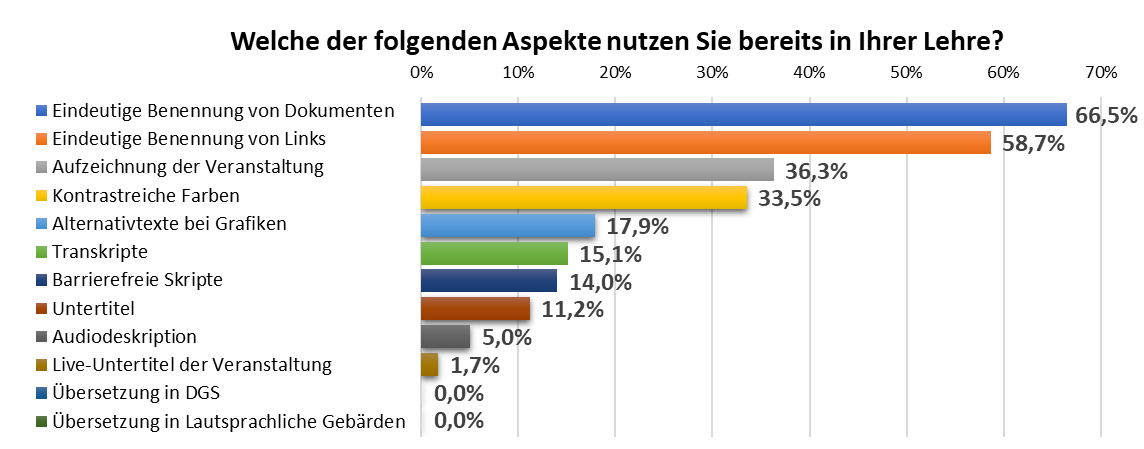 Welche der folgenden Aspekte nutzen Sie bereits in Ihrer Lehre?
0% 10% 20% 30% 40% 50% 60% 70%
Eindeutige Benennung von Dokumenten 66,5%
Eindeutige Benennung von Links 58,7%
Aufzeichnung der Veranstaltung 36,3%
Kontrastreiche Farben 33,5%
Alternativtexte bei Grafiken 17,9%
Transkripte 15,1%
Barrierefreie Skripte 14,0%
Untertitel 11,2%
Audiodeskription 5,0%
Live-Untertitel der Veranstaltung 1,7%
Übersetzung in DGS 0,0%
Übersetzung in Lautsprachliche Gebärden 0,0%